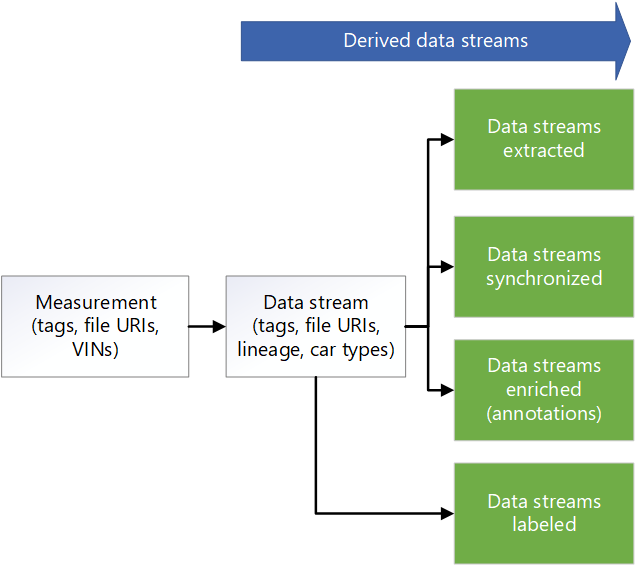 Derived data streams
Data streams
extracted
Data streams
synchronized
Measurement
(tags, file URIs,
VINs)
Data stream
(tags, file URIs,
lineage, car types)
Data streams
enriched
(annotations)
Data streams
labeled